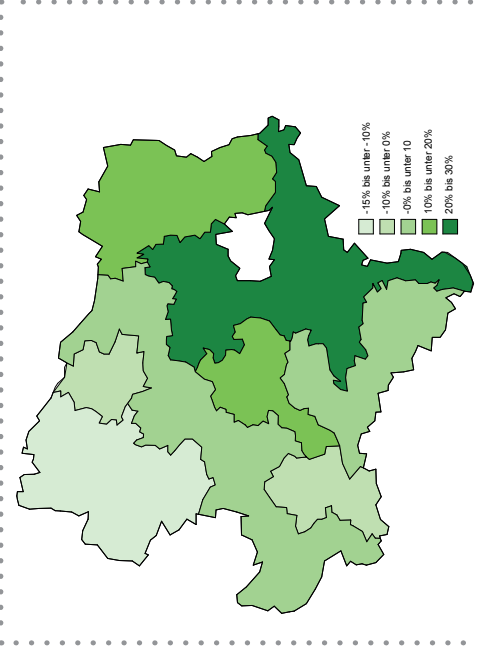 -15% bis unter -10%
-10% bis unter 0%
-0% bis unter 10
10% bis unter 20%
20% bis 30%